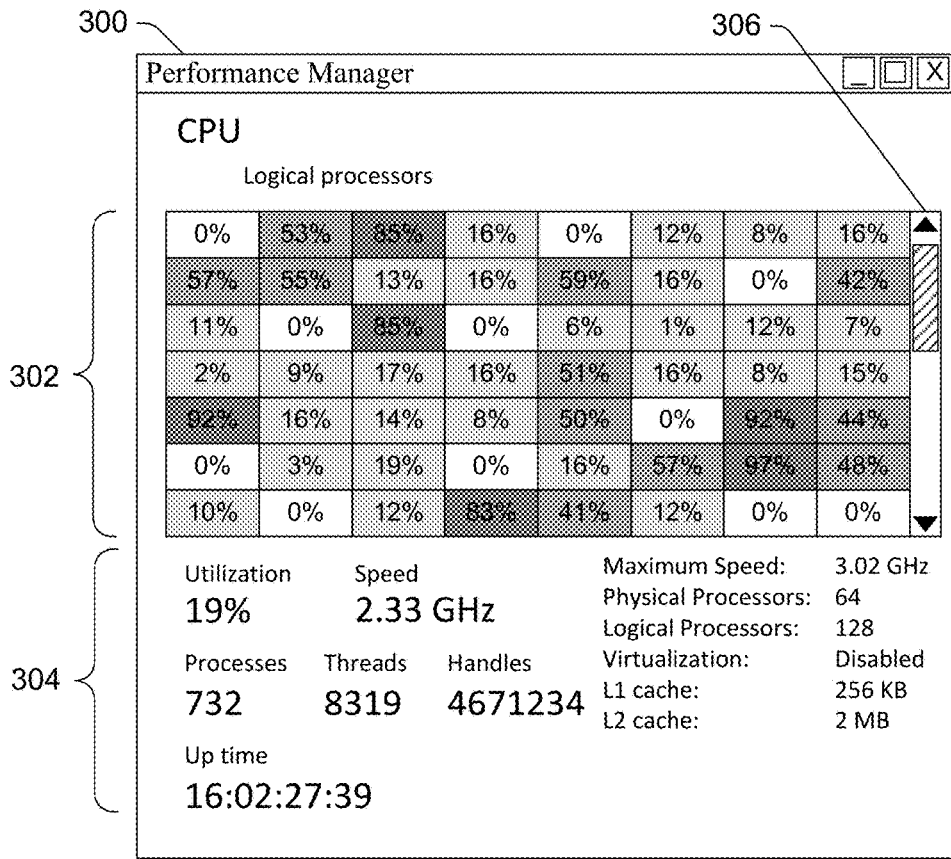 300
306
Performance Manager _ X
CPU
Logical processors
302
0% 53% 85% 16% 0% 12% 8% 16%
57% 55% 13% 16% 59% 16% 0% 42%
11% 0% 85% 0% 6% 1% 12% 7%
2% 9% 17% 16% 51% 16% 8% 15%
92% 16% 14% 8% 50% 0% 92% 44%
0% 3% 19% 0% 16% 57% 97% 48%
10% 0% 12% 83% 41% 12% 0% 0%
304
Utilization Speed
19% 2.33 GHz
Processes Threads Handles
732 8319 4671234
Up time
16:02:27:39
Maximum Speed: 3.02 GHz
Physical Processors: 64
Logical Processors: 128
Virtualization: Disabled
L1 cache: 256 KB
L2 cache: 2 MB